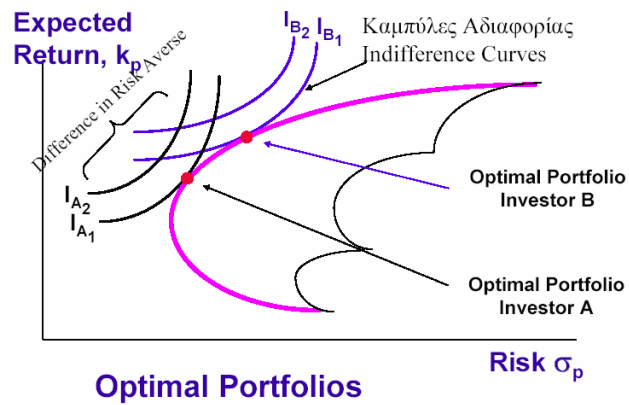 Expected
Return, kp
IB2 IB1
Καμπύλες Αδιαφορίας
Indifference Curves
Difference in Risk Averse
IA2
IA1
Optimal Portfolio
Investor B
Optimal Portfolio
Investor A
Risk σp
Optimal Portfolios